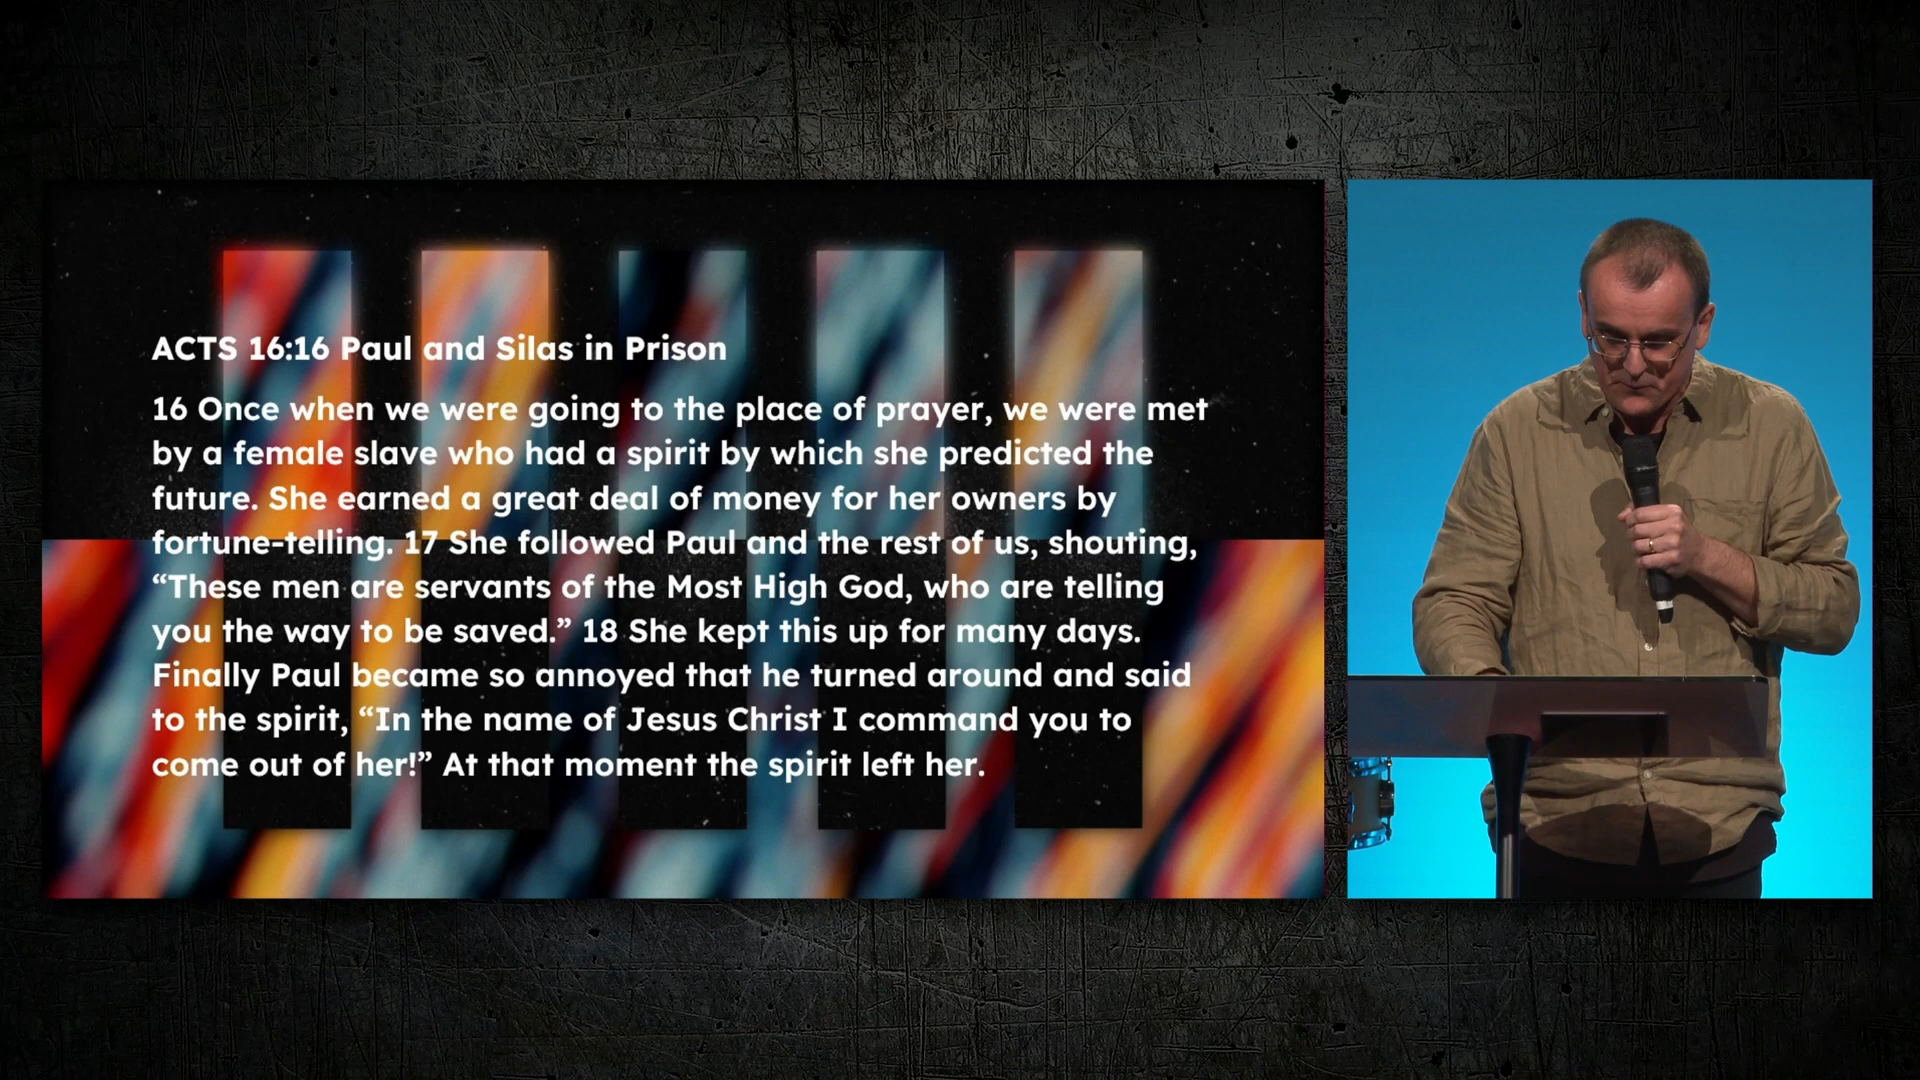 ACTS 16:16 Paul and Silas in Prison
16 Once when we were going to the place of prayer, we were met
by a female slave who had a spirit by which she predicted the
future. She earned a great deal of money for her owners by
fortune-telling. 17 She followed Paul and the rest of us, shouting,
“These men are servants of the Most High God, who are telling
you the way to be saved.” 18 She kept this up for many days.
Finally Paul became so annoyed that he turned around and said
to the spirit, “In the name of Jesus Christ I command you to
come out of her!” At that moment the spirit left her.